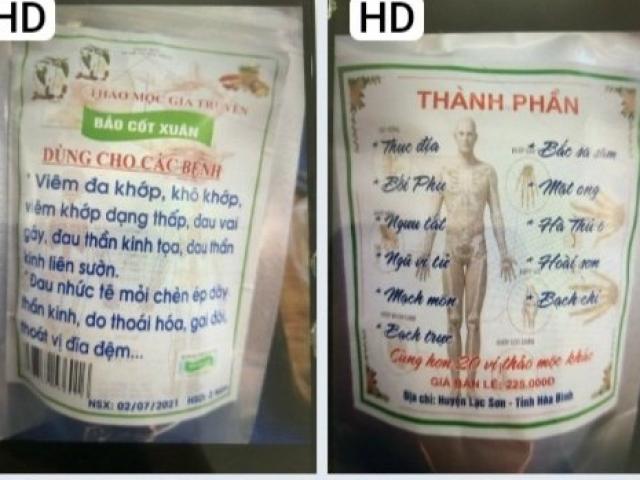 HD
THẢO MỘC GIA TRUYỀN
BẢO CỐT XUÂN
DÙNG CHO CÁC BỆNH
* Viêm đa khớp, khô khớp,
viêm khớp dạng thấp, đau vai
gáy, đau thần kinh tọa, đau thần
kinh liên sườn.
* Đau nhức tê mỏi chèn ép dây
thần kinh, do thoái hóa, gai đôi,
thoát vị đĩa đệm...
NSX: 02/07/2021 HSD: 2
HD
THÀNH PHẦN
* Thục địa
* Bồi Phụ
* Ngưu tất
* Ngũ vị tử
* Mạch môn
* Bạch truc
* Bắc sa sâm
* Mật ong
* Hà Thủ ô
* Hoài sơn
* Bạch chỉ
Cùng hơn 20 vị thảo mộc khác
GIÁ BÁN LẺ: 225.000Đ
Địa chỉ: Huyện Lạc Sơn - Tỉnh Hòa Bình